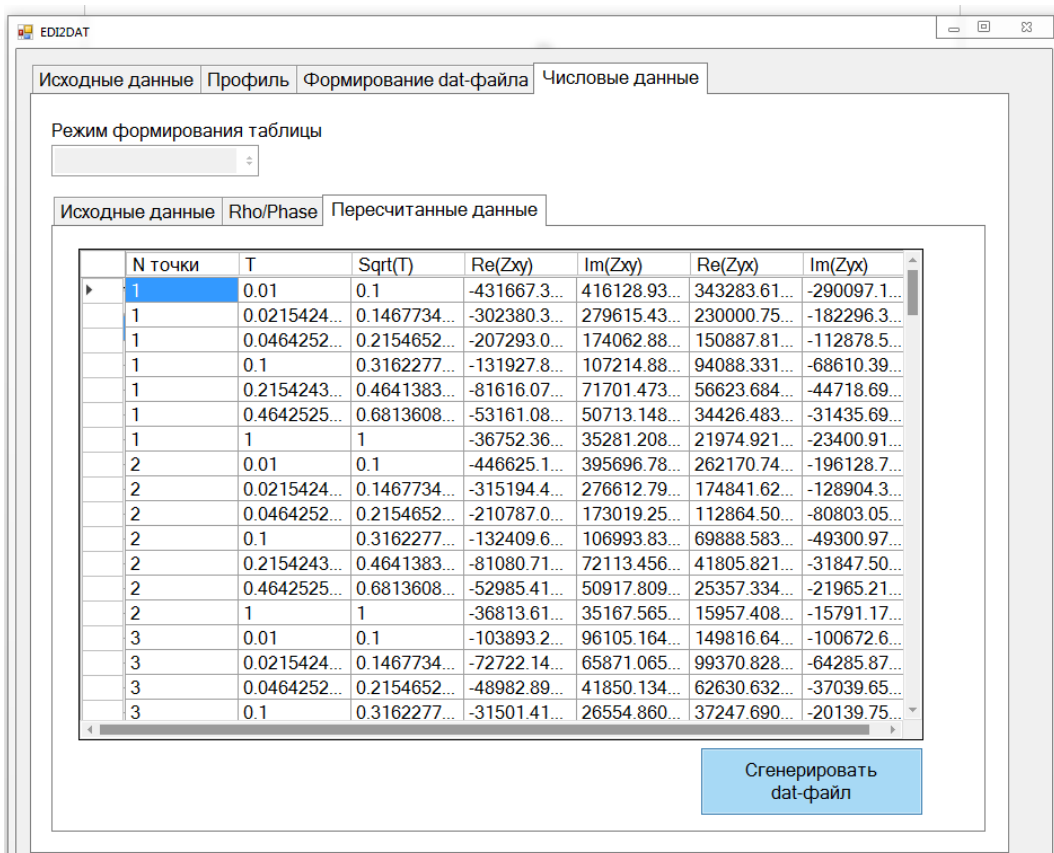 EDI2DAT
Исходные данные Профиль Формирование dat-файла Числовые данные
Режим формирования таблицы
Исходные данные Rho/Phase Пересчитанные данные
N точки T Sqrt(T) Re(Zxy) Im(Zxy) Re(Zyx) Im(Zyx)
1 0.01 0.1 -431667.3... 416128.93... 343283.61... -290097.1...
1 0.0215424... 0.1467734... -302380.3... 279615.43... 230000.75... -182296.3...
1 0.0464252... 0.2154652... -207293.0... 174062.88... 150887.81... -112878.5...
1 0.1 0.3162277... -131927.8... 107214.88... 94088.331... -68610.39...
1 0.2154243... 0.4641383... -81616.07... 71701.473... 56623.684... -44718.69...
1 0.4642525... 0.6813608... -53161.08... 50713.148... 34426.483... -31435.69...
1 1 1 -36752.36... 35281.208... 21974.921... -23400.91...
2 0.01 0.1 -446625.1... 395696.78... 262170.74... -196128.7...
2 0.0215424... 0.1467734... -315194.4... 276612.79... 174841.62... -128904.3...
2 0.0464252... 0.2154652... -210787.0... 173019.25... 112864.50... -80803.05...
2 0.1 0.3162277... -132409.6... 106993.83... 69888.583... -49300.97...
2 0.2154243... 0.4641383... -81080.71... 72113.456... 41805.821... -31847.50...
2 0.4642525... 0.6813608... -52985.41... 50917.809... 25357.334... -21965.21...
2 1 1 -36813.61... 35167.565... 15957.408... -15791.17...
3 0.01 0.1 -103893.2... 96105.164... 149816.64... -100672.6...
3 0.0215424... 0.1467734... -72722.14... 65871.065... 99370.828... -64285.87...
3 0.0464252... 0.2154652... -48982.89... 41850.134... 62630.632... -37039.65...
3 0.1 0.3162277... -31501.41... 26554.860... 37247.690... -20139.75...
Сгенерировать
dat-файл